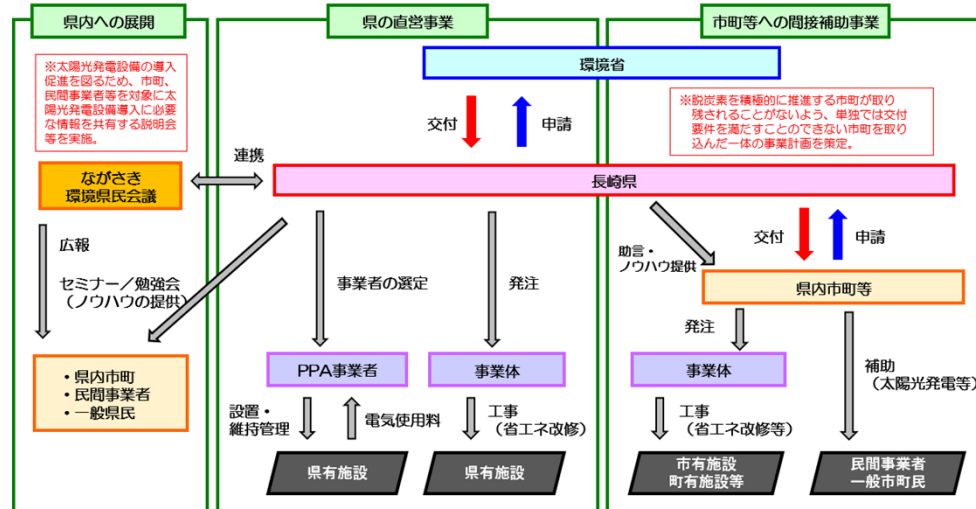 県内への展開
県の直営事業
市町等への間接補助事業
※太陽光発電設備の導入
促進を図るため、市町、
民間事業者等を対象に太
陽光発電設備導入に必要
な情報を共有する説明会
等を実施。
環境省
交付
申請
※脱炭素を積極的に推進する市町が取り
残されることがないよう、単独では交付
要件を満たすことのできない市町を取り
込んだ一体の事業計画を策定。
連携
ながさき
環境県民会議
長崎県
広報
セミナー/勉強会
(ノウハウの提供)
事業者の選定
発注
助言・
ノウハウ提供
交付
申請
県内市町等
発注
補助
(太陽光発電等)
・県内市町
・民間事業者
・一般県民
PPA事業者
事業体
事業体
設置・
維持管理
電気使用料
工事
(省エネ改修)
工事
(省エネ改修等)
県有施設
県有施設
市有施設
町有施設等
民間事業者
一般市町民